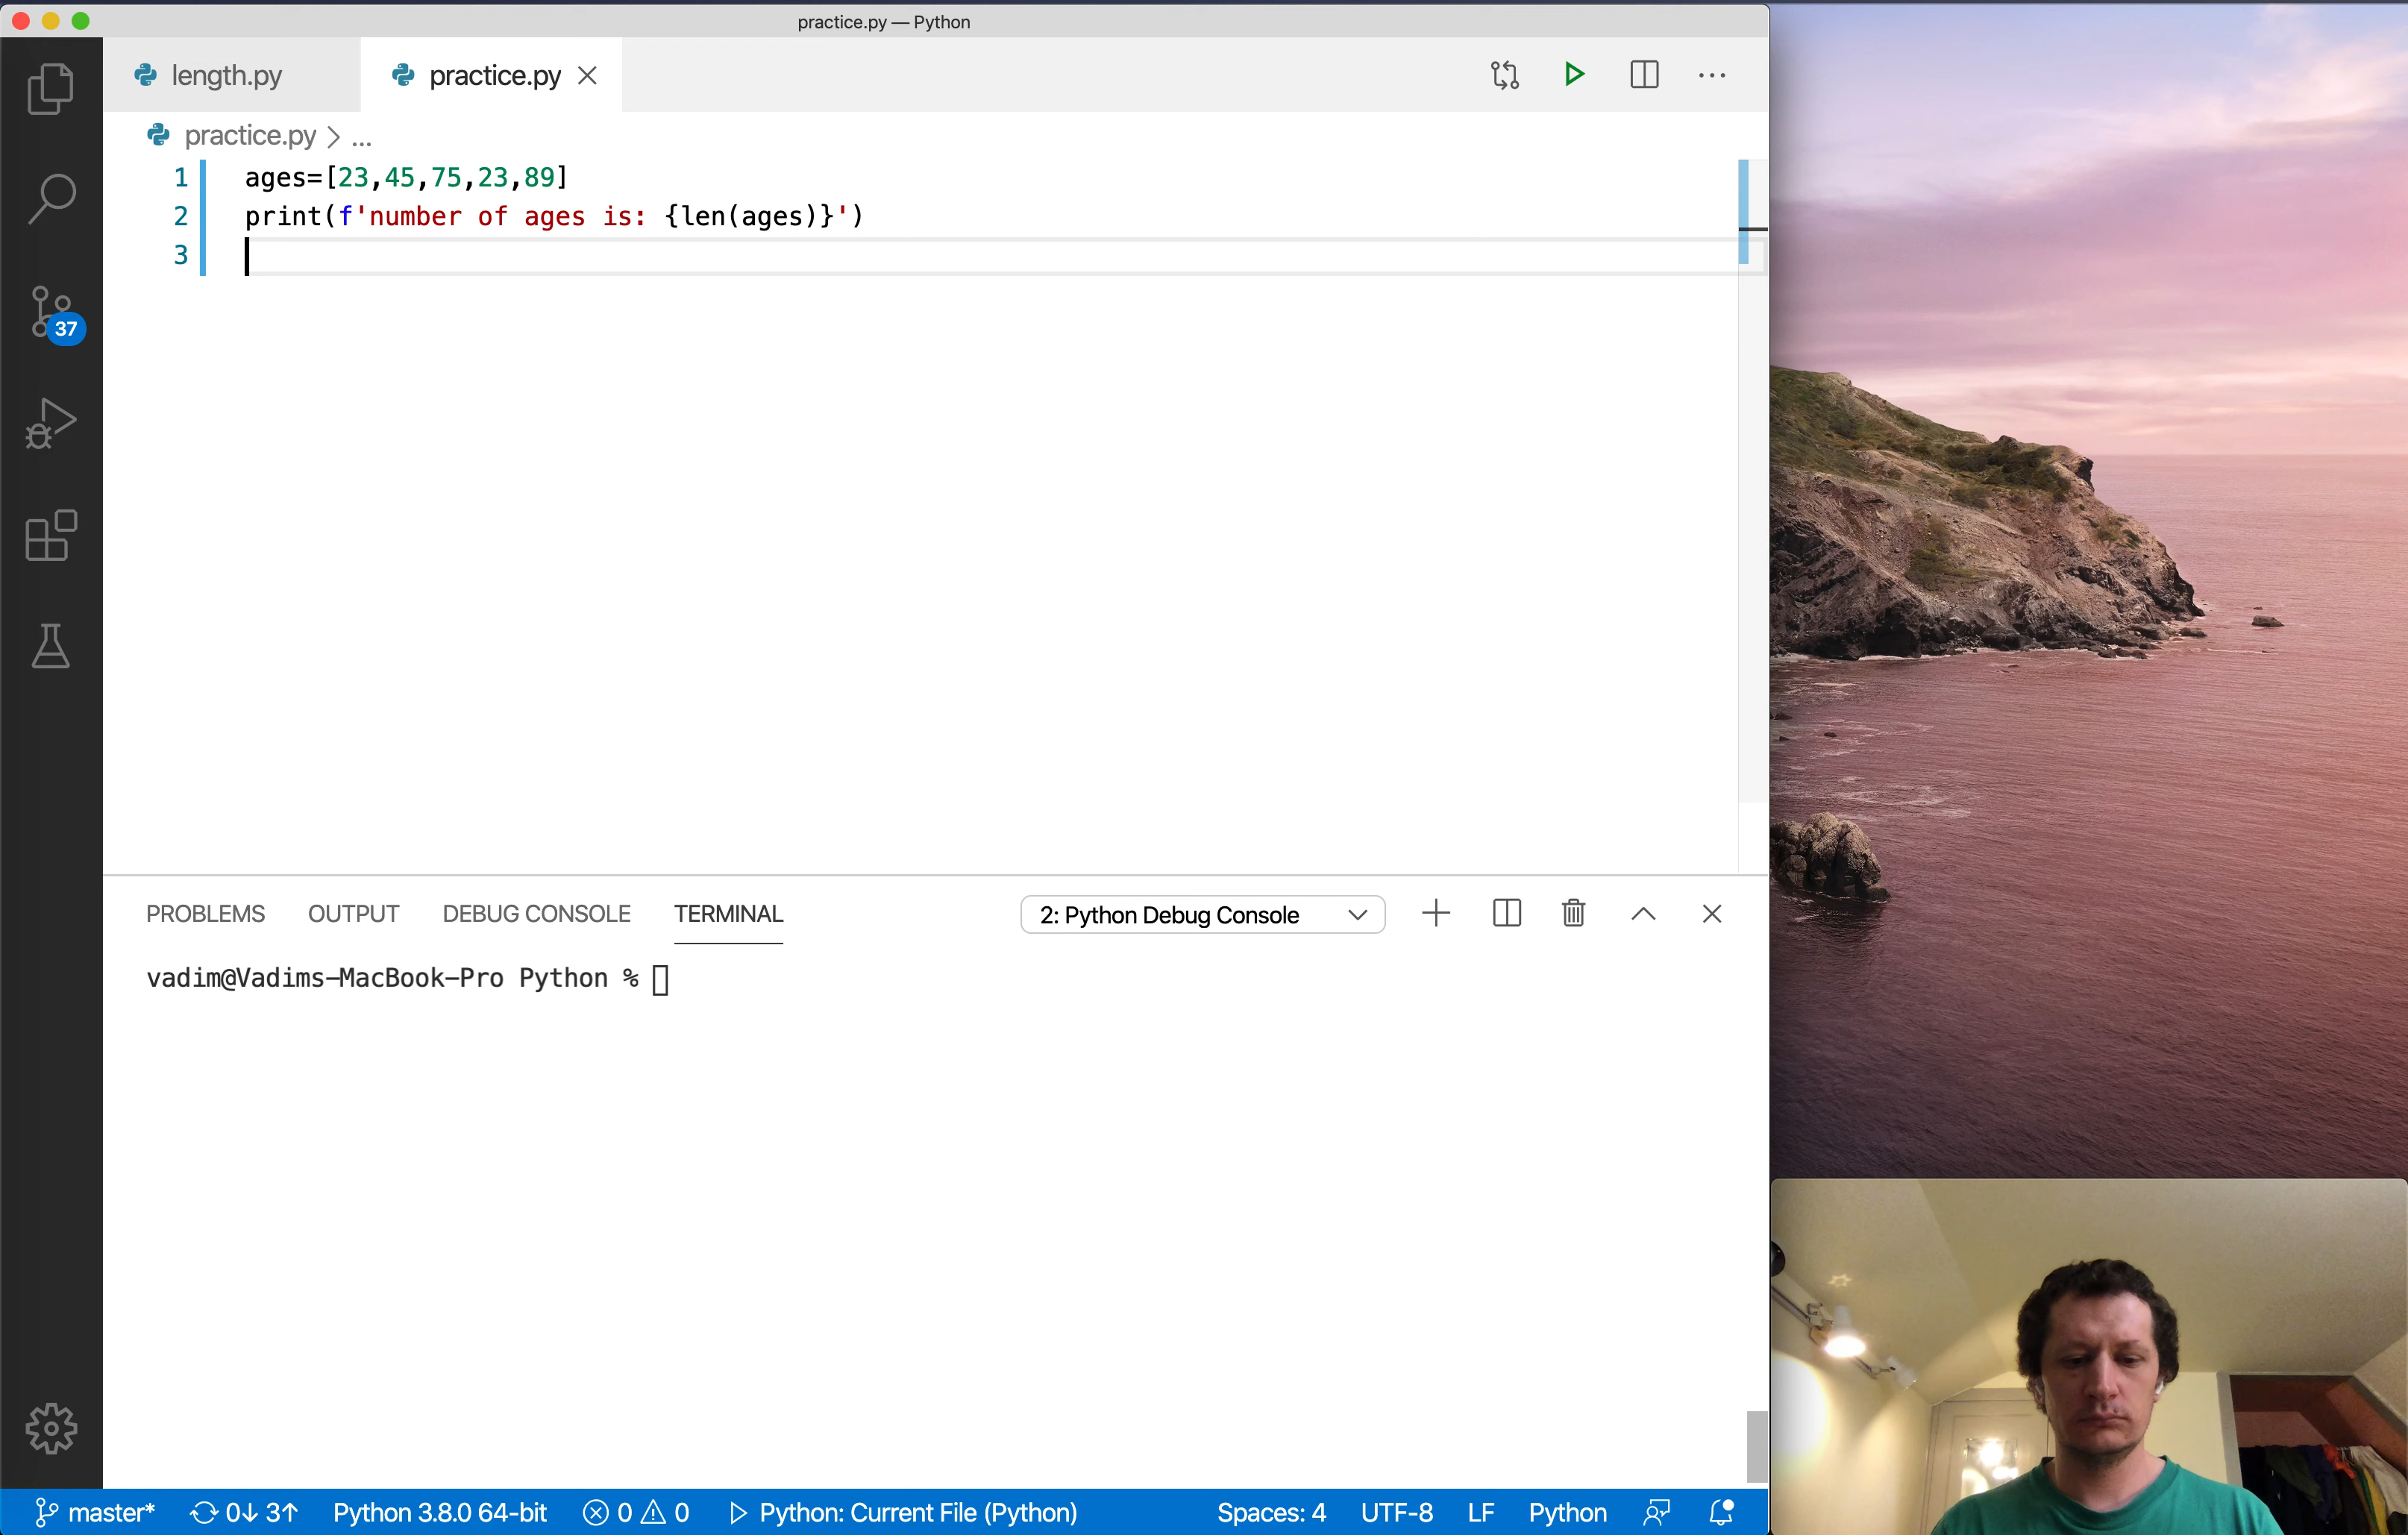 practice.py — Python
length.py
practice.py
practice.py > ...
1 ages=[23,45,75,23,89]
2 print(f'number of ages is: {len(ages)}')
3
37
PROBLEMS OUTPUT DEBUG CONSOLE TERMINAL 2: Python Debug Console
vadim@Vadims-MacBook-Pro Python %
master* 0↓ 3↑ Python 3.8.0 64-bit 0 0 Python: Current File (Python) Spaces: 4 UTF-8 LF Python